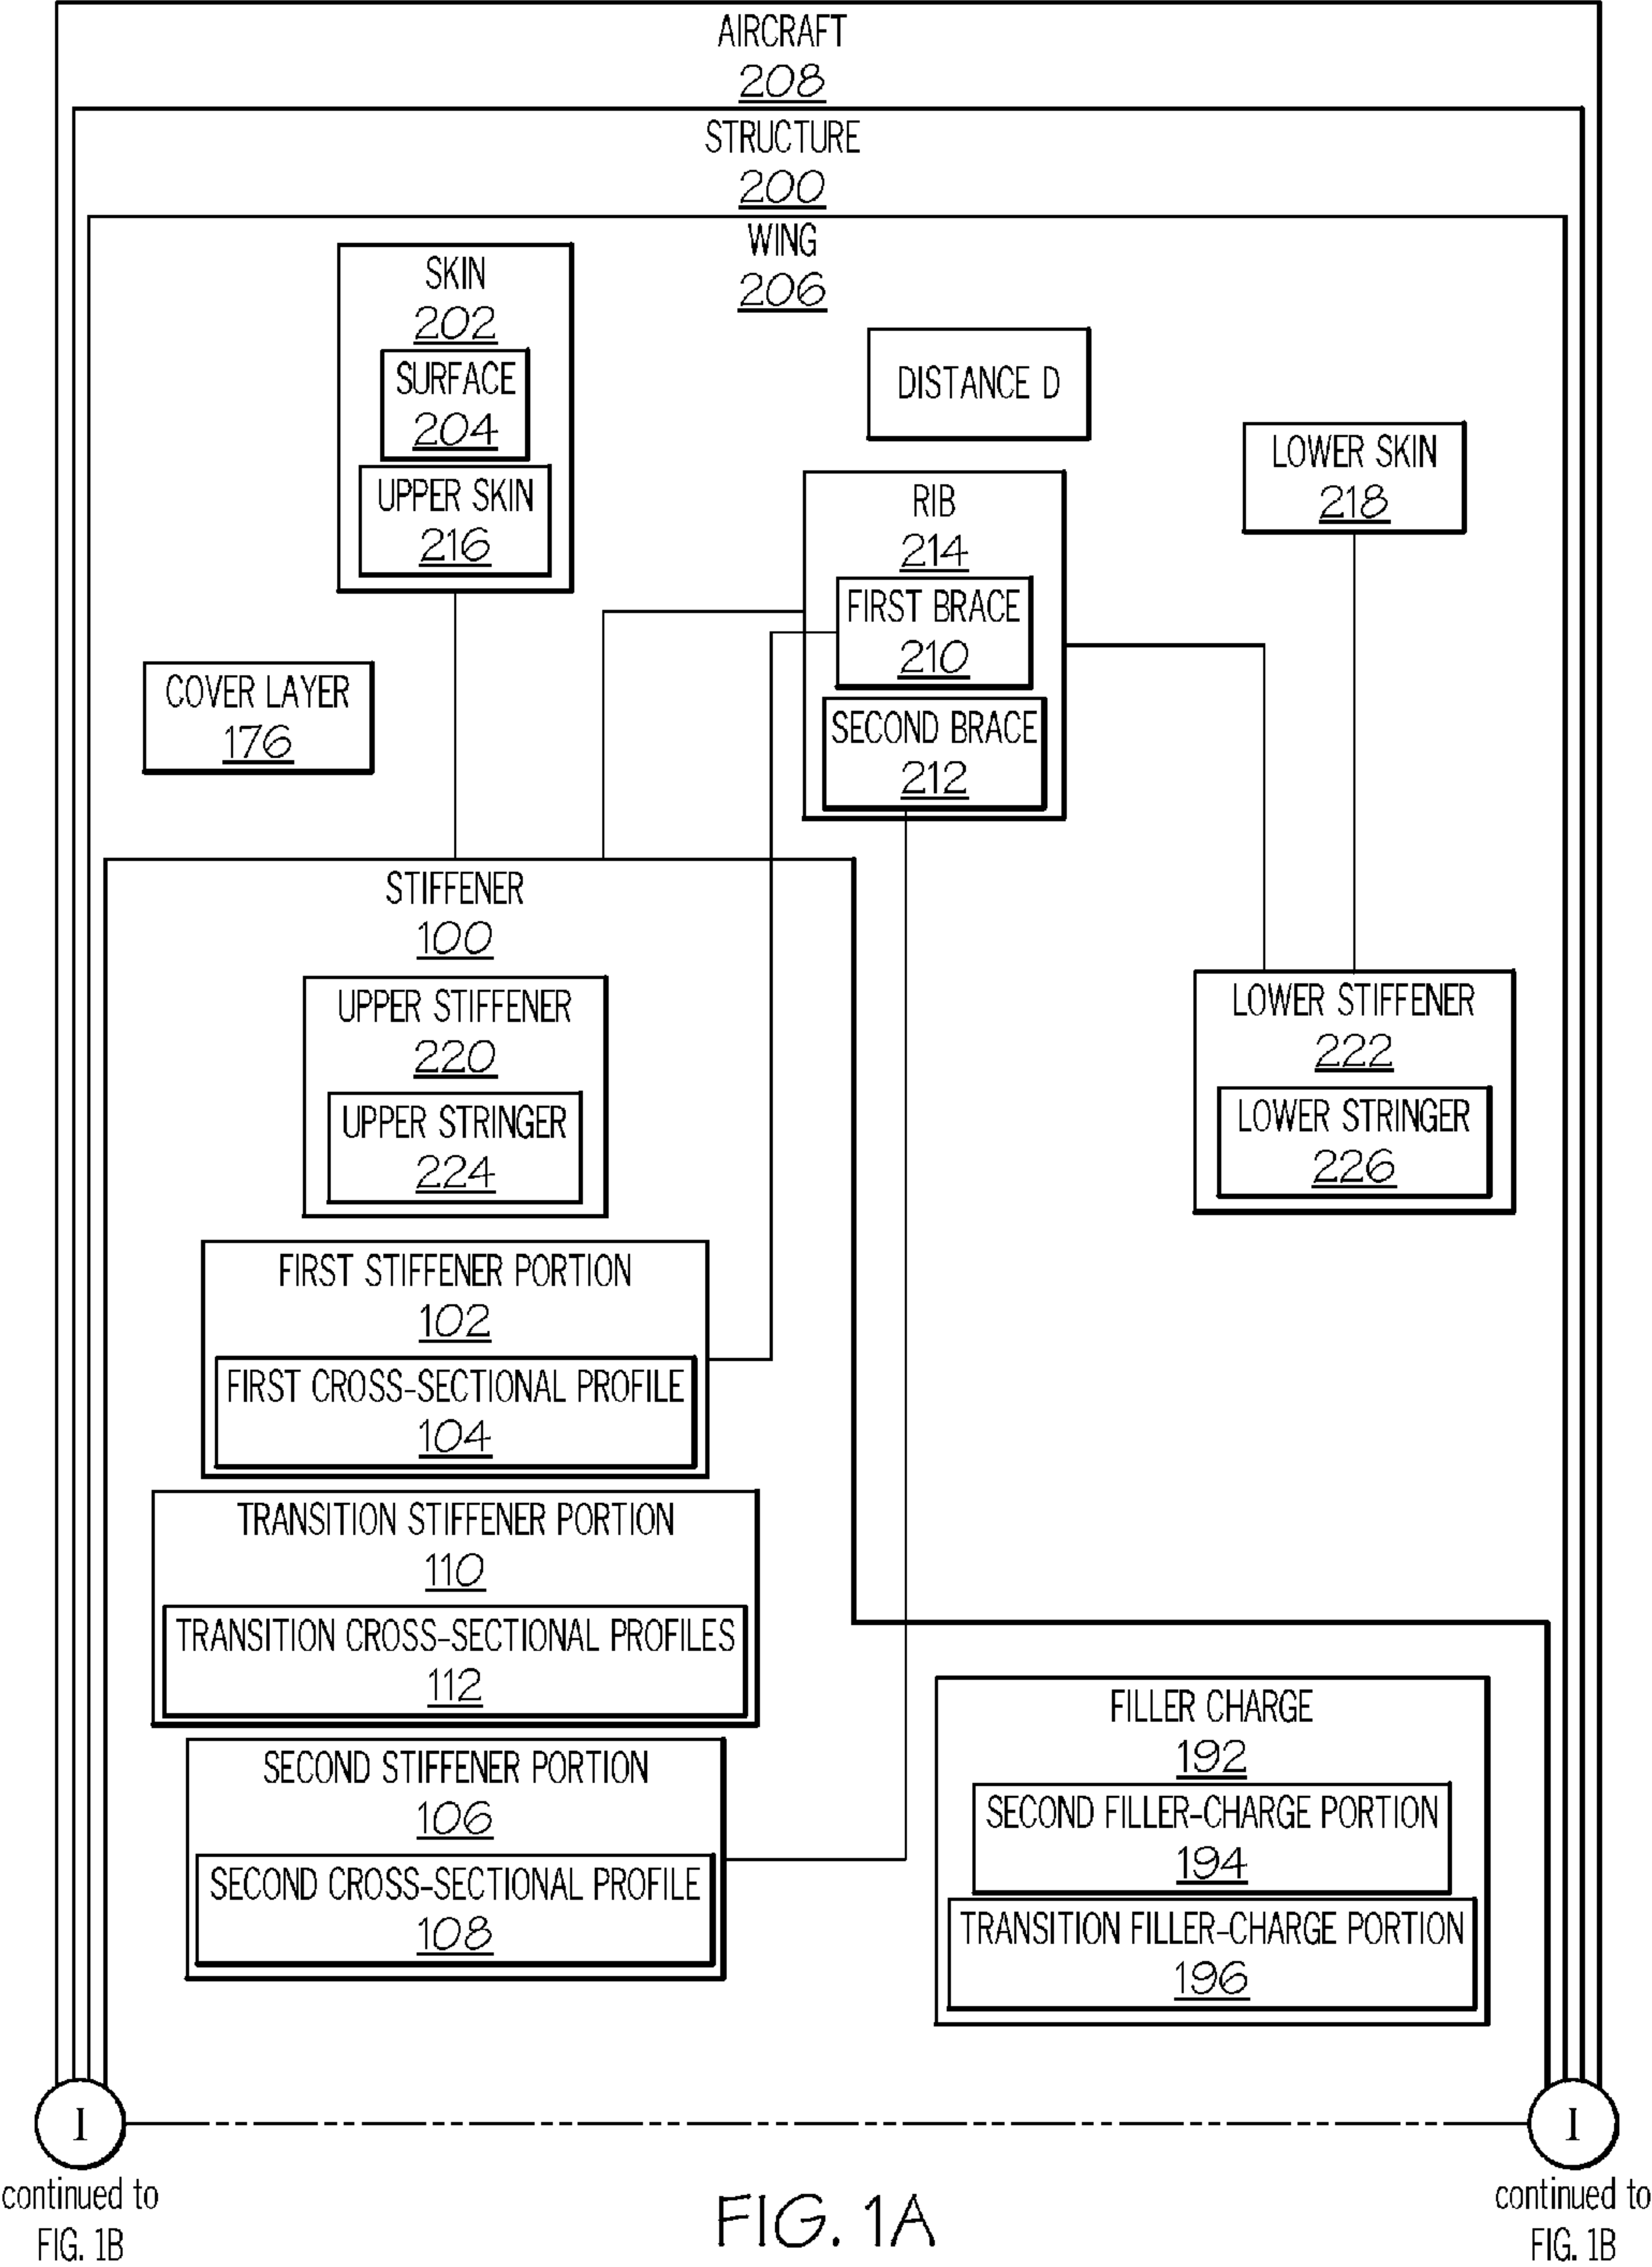 AIRCRAFT
208
STRUCTURE
200
WING
206
SKIN
202
SURFACE
204
UPPER SKIN
216
DISTANCE D
LOWER SKIN
218
RIB
214
FIRST BRACE
210
SECOND BRACE
212
COVER LAYER
176
STIFFENER
100
UPPER STIFFENER
220
UPPER STRINGER
224
LOWER STIFFENER
222
LOWER STRINGER
226
FIRST STIFFENER PORTION
102
FIRST CROSS-SECTIONAL PROFILE
104
TRANSITION STIFFENER PORTION
110
TRANSITION CROSS-SECTIONAL PROFILES
112
SECOND STIFFENER PORTION
106
SECOND CROSS-SECTIONAL PROFILE
108
FILLER CHARGE
192
SECOND FILLER-CHARGE PORTION
194
TRANSITION FILLER-CHARGE PORTION
196
I
I
continued to
FIG. 1B
FIG. 1A
continued to
FIG. 1B